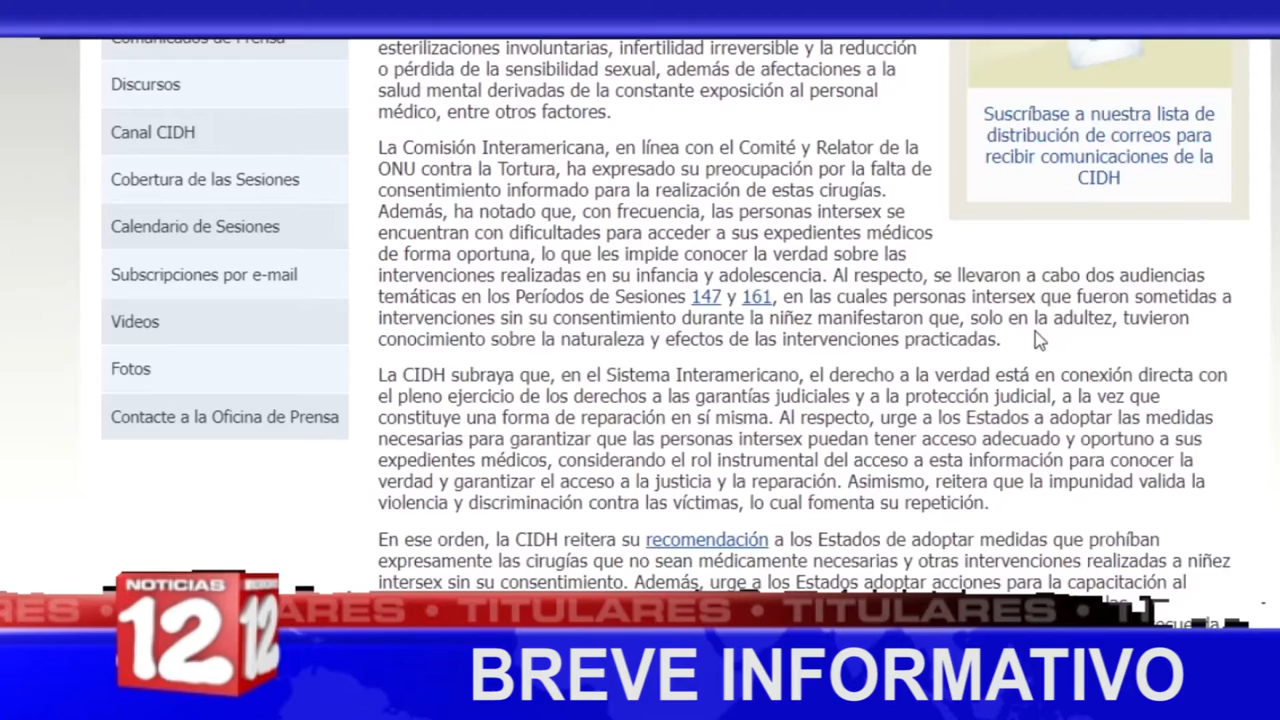 Comunicados de Prensa
Discursos
Canal CIDH
Cobertura de las Sesiones
Calendario de Sesiones
Subscripciones por e-mail
Videos
Fotos
Contacte a la Oficina de Prensa
esterilizaciones involuntarias, infertilidad irreversible y la reducción
o pérdida de la sensibilidad sexual, además de afectaciones a la
salud mental derivadas de la constante exposición al personal
médico, entre otros factores.
La Comisión Interamericana, en línea con el Comité y Relator de la
ONU contra la Tortura, ha expresado su preocupación por la falta de
consentimiento informado para la realización de estas cirugías.
Además, ha notado que, con frecuencia, las personas intersex se
encuentran con dificultades para acceder a sus expedientes médicos
de forma oportuna, lo que les impide conocer la verdad sobre las
intervenciones realizadas en su infancia y adolescencia. Al respecto, se llevaron a cabo dos audiencias
temáticas en los Períodos de Sesiones 147 y 161, en las cuales personas intersex que fueron sometidas a
intervenciones sin su consentimiento durante la niñez manifestaron que, solo en la adultez, tuvieron
conocimiento sobre la naturaleza y efectos de las intervenciones practicadas.
La CIDH subraya que, en el Sistema Interamericano, el derecho a la verdad está en conexión directa con
el pleno ejercicio de los derechos a las garantías judiciales y a la protección judicial, a la vez que
constituye una forma de reparación en sí misma. Al respecto, urge a los Estados a adoptar las medidas
necesarias para garantizar que las personas intersex puedan tener acceso adecuado y oportuno a sus
expedientes médicos, considerando el rol instrumental del acceso a esta información para conocer la
verdad y garantizar el acceso a la justicia y la reparación. Asimismo, reitera que la impunidad valida la
violencia y discriminación contra las víctimas, lo cual fomenta su repetición.
En ese orden, la CIDH reitera su recomendación a los Estados de adoptar medidas que prohíban
expresamente las cirugías que no sean médicamente necesarias y otras intervenciones realizadas a niñez
intersex sin su consentimiento. Además, urge a los Estados adoptar acciones para la capacitación al
Suscríbase a nuestra lista de
distribución de correos para
recibir comunicaciones de la
CIDH
RES • TITULARES • TITULARES • TITULARES
NOTICIAS
12
12
BREVE INFORMATIVO